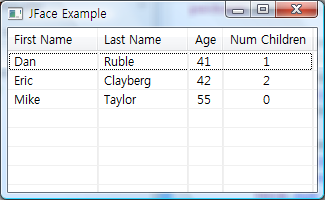 JFace Example
First Name Last Name Age Num Children
Dan Ruble 41 1
Eric Clayberg 42 2
Mike Taylor 55 0